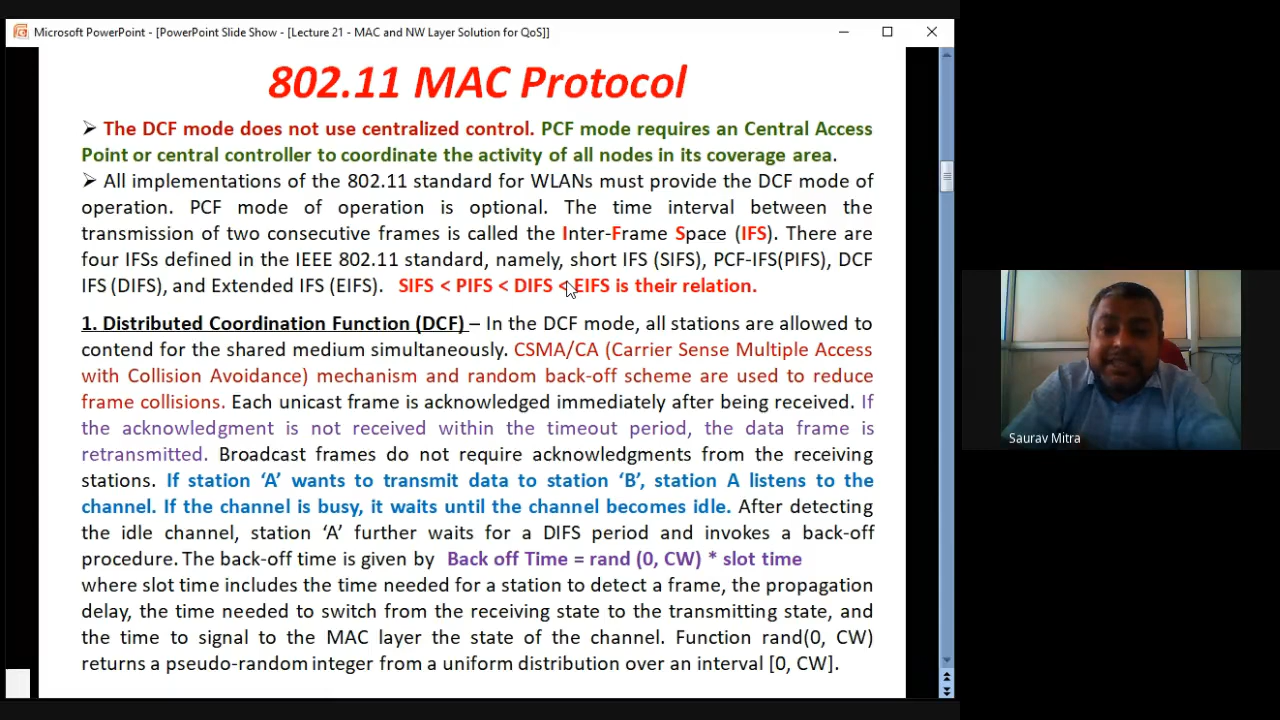 Microsoft PowerPoint - [PowerPoint Slide Show - [Lecture 21 - MAC and NW Layer Solution for QoS]]
802.11 MAC Protocol
➢ The DCF mode does not use centralized control. PCF mode requires an Central Access
Point or central controller to coordinate the activity of all nodes in its coverage area.
➢ All implementations of the 802.11 standard for WLANs must provide the DCF mode of
operation. PCF mode of operation is optional. The time interval between the
transmission of two consecutive frames is called the Inter-Frame Space (IFS). There are
four IFSs defined in the IEEE 802.11 standard, namely, short IFS (SIFS), PCF-IFS(PIFS), DCF
IFS (DIFS), and Extended IFS (EIFS). SIFS < PIFS < DIFS < EIFS is their relation.
1. Distributed Coordination Function (DCF) – In the DCF mode, all stations are allowed to
contend for the shared medium simultaneously. CSMA/CA (Carrier Sense Multiple Access
with Collision Avoidance) mechanism and random back-off scheme are used to reduce
frame collisions. Each unicast frame is acknowledged immediately after being received. If
the acknowledgment is not received within the timeout period, the data frame is
retransmitted. Broadcast frames do not require acknowledgments from the receiving
stations. If station ‘A’ wants to transmit data to station ‘B’, station A listens to the
channel. If the channel is busy, it waits until the channel becomes idle. After detecting
the idle channel, station ‘A’ further waits for a DIFS period and invokes a back-off
procedure. The back-off time is given by Back off Time = rand (0, CW) * slot time
where slot time includes the time needed for a station to detect a frame, the propagation
delay, the time needed to switch from the receiving state to the transmitting state, and
the time to signal to the MAC layer the state of the channel. Function rand(0, CW)
returns a pseudo-random integer from a uniform distribution over an interval [0, CW].
Saurav Mitra